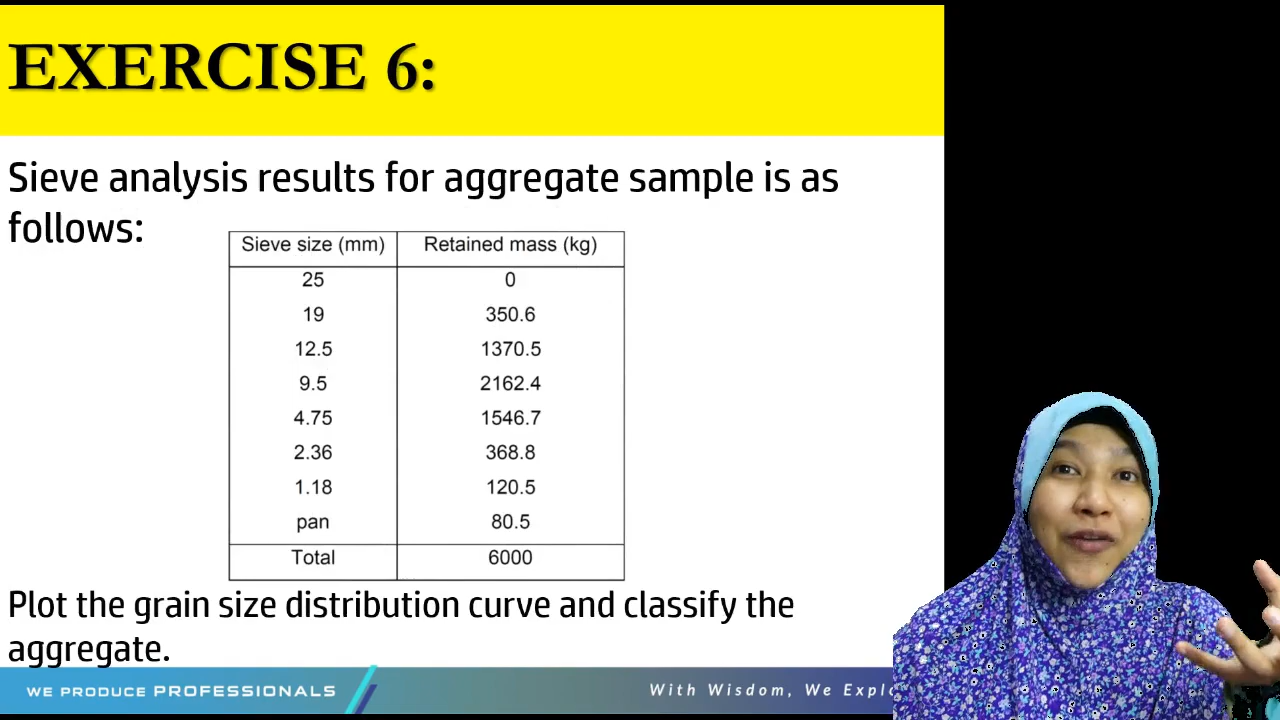 EXERCISE 6:
Sieve analysis results for aggregate sample is as
follows:
Sieve size (mm) Retained mass (kg)
25 0
19 350.6
12.5 1370.5
9.5 2162.4
4.75 1546.7
2.36 368.8
1.18 120.5
pan 80.5
Total 6000
Plot the grain size distribution curve and classify the
aggregate.
WE PRODUCE PROFESSIONALS
With Wisdom, We Explo